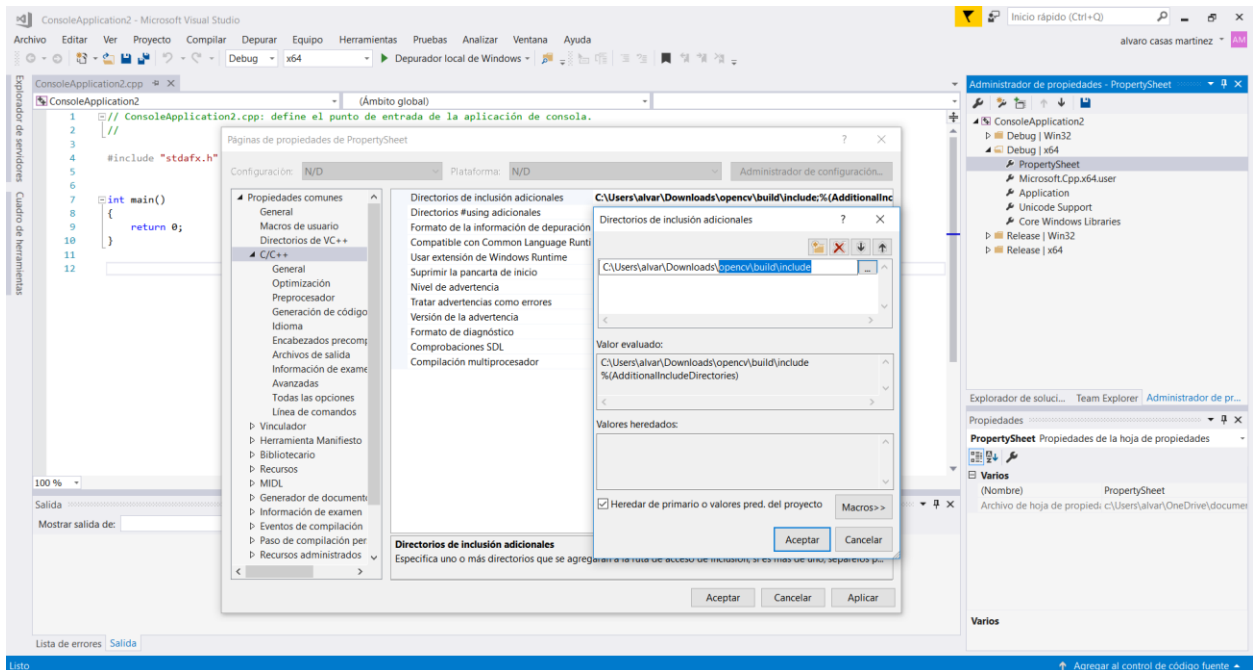 ConsoleApplication2 - Microsoft Visual Studio
Inicio rápido (Ctrl+Q)
Archivo Editar Ver Proyecto Compilar Depurar Equipo Herramientas Pruebas Analizar Ventana Ayuda
alvaro casas martinez AM
Debug x64 Depurador local de Windows
Explorador de servidores
Cuadro de herramientas
ConsoleApplication2.cpp
ConsoleApplication2 (Ámbito global)
1 // ConsoleApplication2.cpp: define el punto de entrada de la aplicación de consola.
2 //
3
4 #include "stdafx.h"
5
6
7 int main()
8 {
9 return 0;
10 }
11
12
100 %
Salida
Mostrar salida de:
Lista de errores Salida
Páginas de propiedades de PropertySheet ?
Configuración: N/D Plataforma: N/D Administrador de configuración...
Propiedades comunes
General
Macros de usuario
Directorios de VC++
C/C++
General
Optimización
Preprocesador
Generación de código
Idioma
Encabezados precomp
Archivos de salida
Información de exame
Avanzadas
Todas las opciones
Línea de comandos
Vinculador
Herramienta Manifiesto
Bibliotecario
Recursos
MIDL
Generador de documento
Información de examen
Eventos de compilación
Paso de compilación per
Recursos administrados
Directorios de inclusión adicionales C:\Users\alvar\Downloads\opencv\build\include;%(AdditionalInc
Directorios #using adicionales
Formato de la información de depuración
Compatible con Common Language Runti
Usar extensión de Windows Runtime
Suprimir la pancarta de inicio
Nivel de advertencia
Tratar advertencias como errores
Versión de la advertencia
Formato de diagnóstico
Comprobaciones SDL
Compilación multiprocesador
Directorios de inclusión adicionales
Especifica uno o más directorios que se agregarán a la ruta de acceso de inclusión; si es más de uno, sepárelos p...
Aceptar Cancelar Aplicar
Directorios de inclusión adicionales ?
C:\Users\alvar\Downloads\opencv\build\include ...
Valor evaluado:
C:\Users\alvar\Downloads\opencv\build\include
%(AdditionalIncludeDirectories)
Valores heredados:
Heredar de primario o valores pred. del proyecto Macros>>
Aceptar Cancelar
Administrador de propiedades - PropertySheet
ConsoleApplication2
Debug | Win32
Debug | x64
PropertySheet
Microsoft.Cpp.x64.user
Application
Unicode Support
Core Windows Libraries
Release | Win32
Release | x64
Explorador de soluci... Team Explorer Administrador de pr...
Propiedades
PropertySheet Propiedades de la hoja de propiedades
Varios
(Nombre) PropertySheet
Archivo de hoja de propieda c:\Users\alvar\OneDrive\documen
Varios
Listo
Agregar al control de código fuente